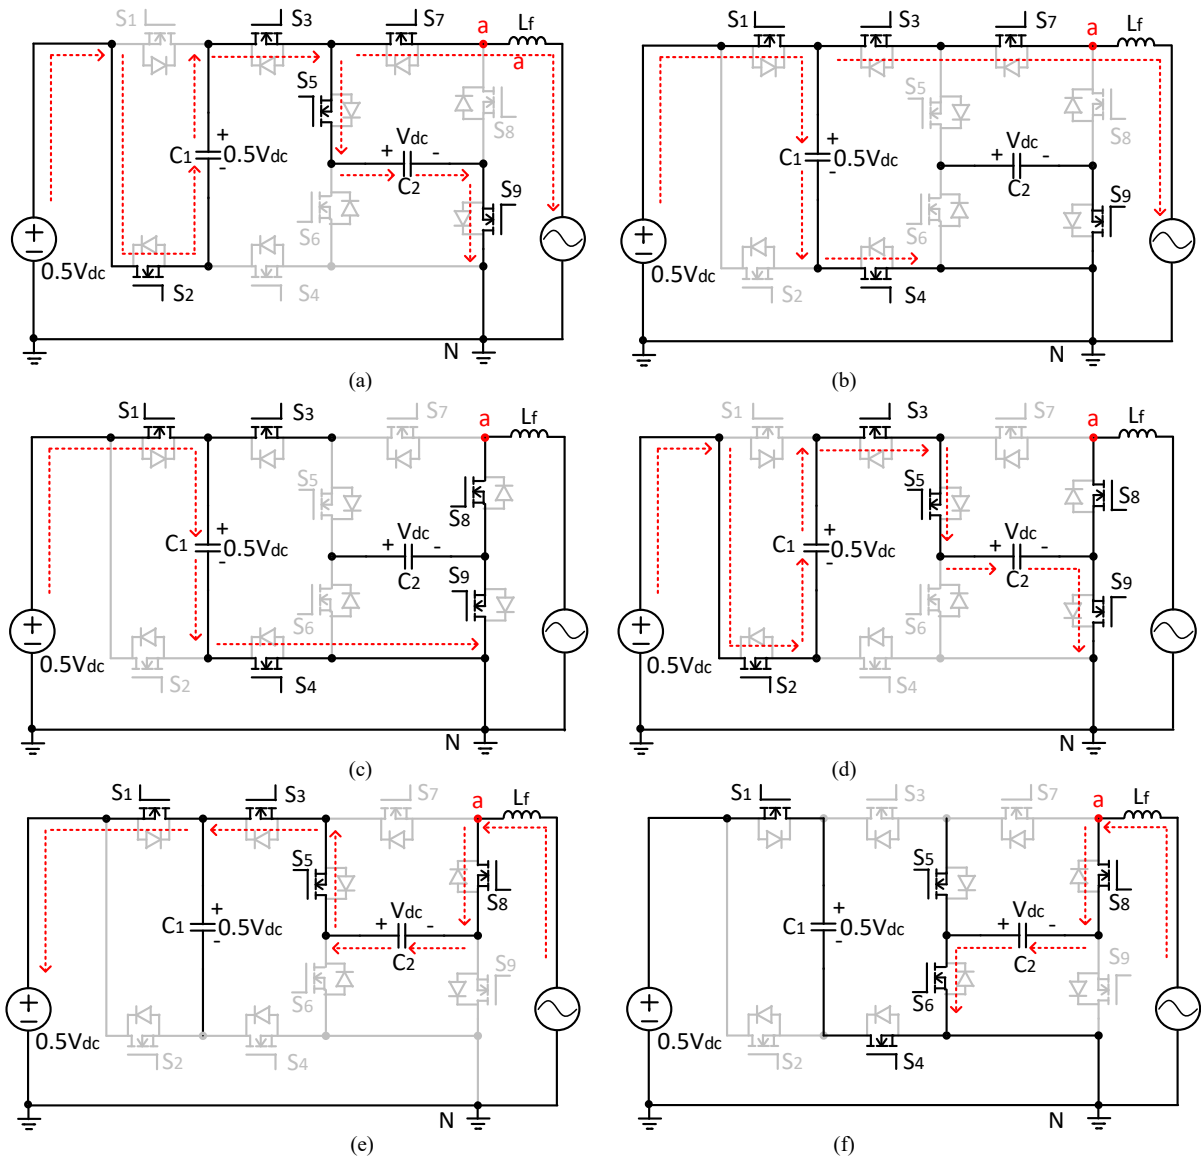 S1 S3 S7 a Lf
a
S5
S8
Vdc
+ + -
C1 0.5Vdc
- C2
S9
S6
+
-
0.5Vdc
S2 S4
N
(a)
S1 S3 S7 a Lf
S5
S8
Vdc
+ + -
C1 0.5Vdc
- C2
S9
S6
+
-
0.5Vdc
S2 S4
N
(b)
S1 S3 S7 a Lf
S5
S8
Vdc
+ + -
C1 0.5Vdc
- C2
S9
S6
+
-
0.5Vdc
S2 S4
N
(c)
S1 S3 S7 a Lf
S5
S8
Vdc
+ + -
C1 0.5Vdc
- C2
S9
S6
+
-
0.5Vdc
S2 S4
N
(d)
S1 S3 S7 a Lf
S5
S8
Vdc
+ + -
C1 0.5Vdc
- C2
S9
S6
+
-
0.5Vdc
S2 S4
N
(e)
S1 S3 S7 a Lf
S5
S8
Vdc
+ + -
C1 0.5Vdc
- C2
S9
S6
+
-
0.5Vdc
S2 S4
N
(f)